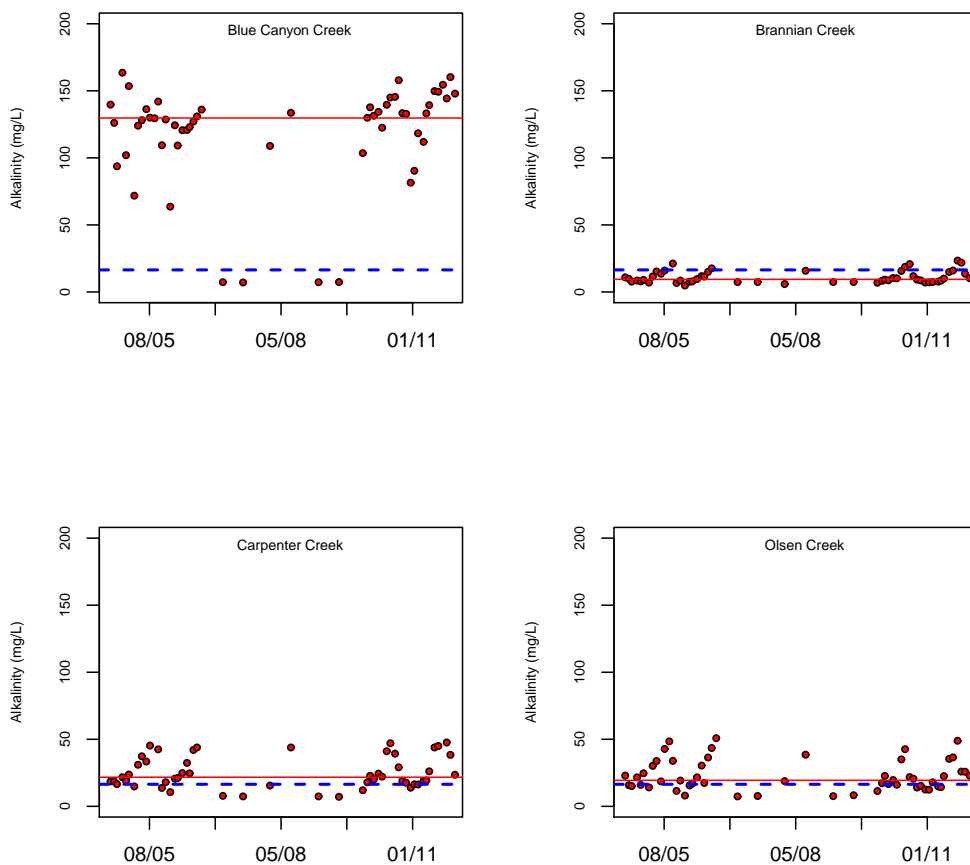 Blue Canyon Creek
Alkalinity (mg/L)
200
150
100
50
0
08/05 05/08 01/11
Brannian Creek
Alkalinity (mg/L)
200
150
100
50
0
08/05 05/08 01/11
Carpenter Creek
Alkalinity (mg/L)
200
150
100
50
0
08/05 05/08 01/11
Olsen Creek
Alkalinity (mg/L)
200
150
100
50
0
08/05 05/08 01/11